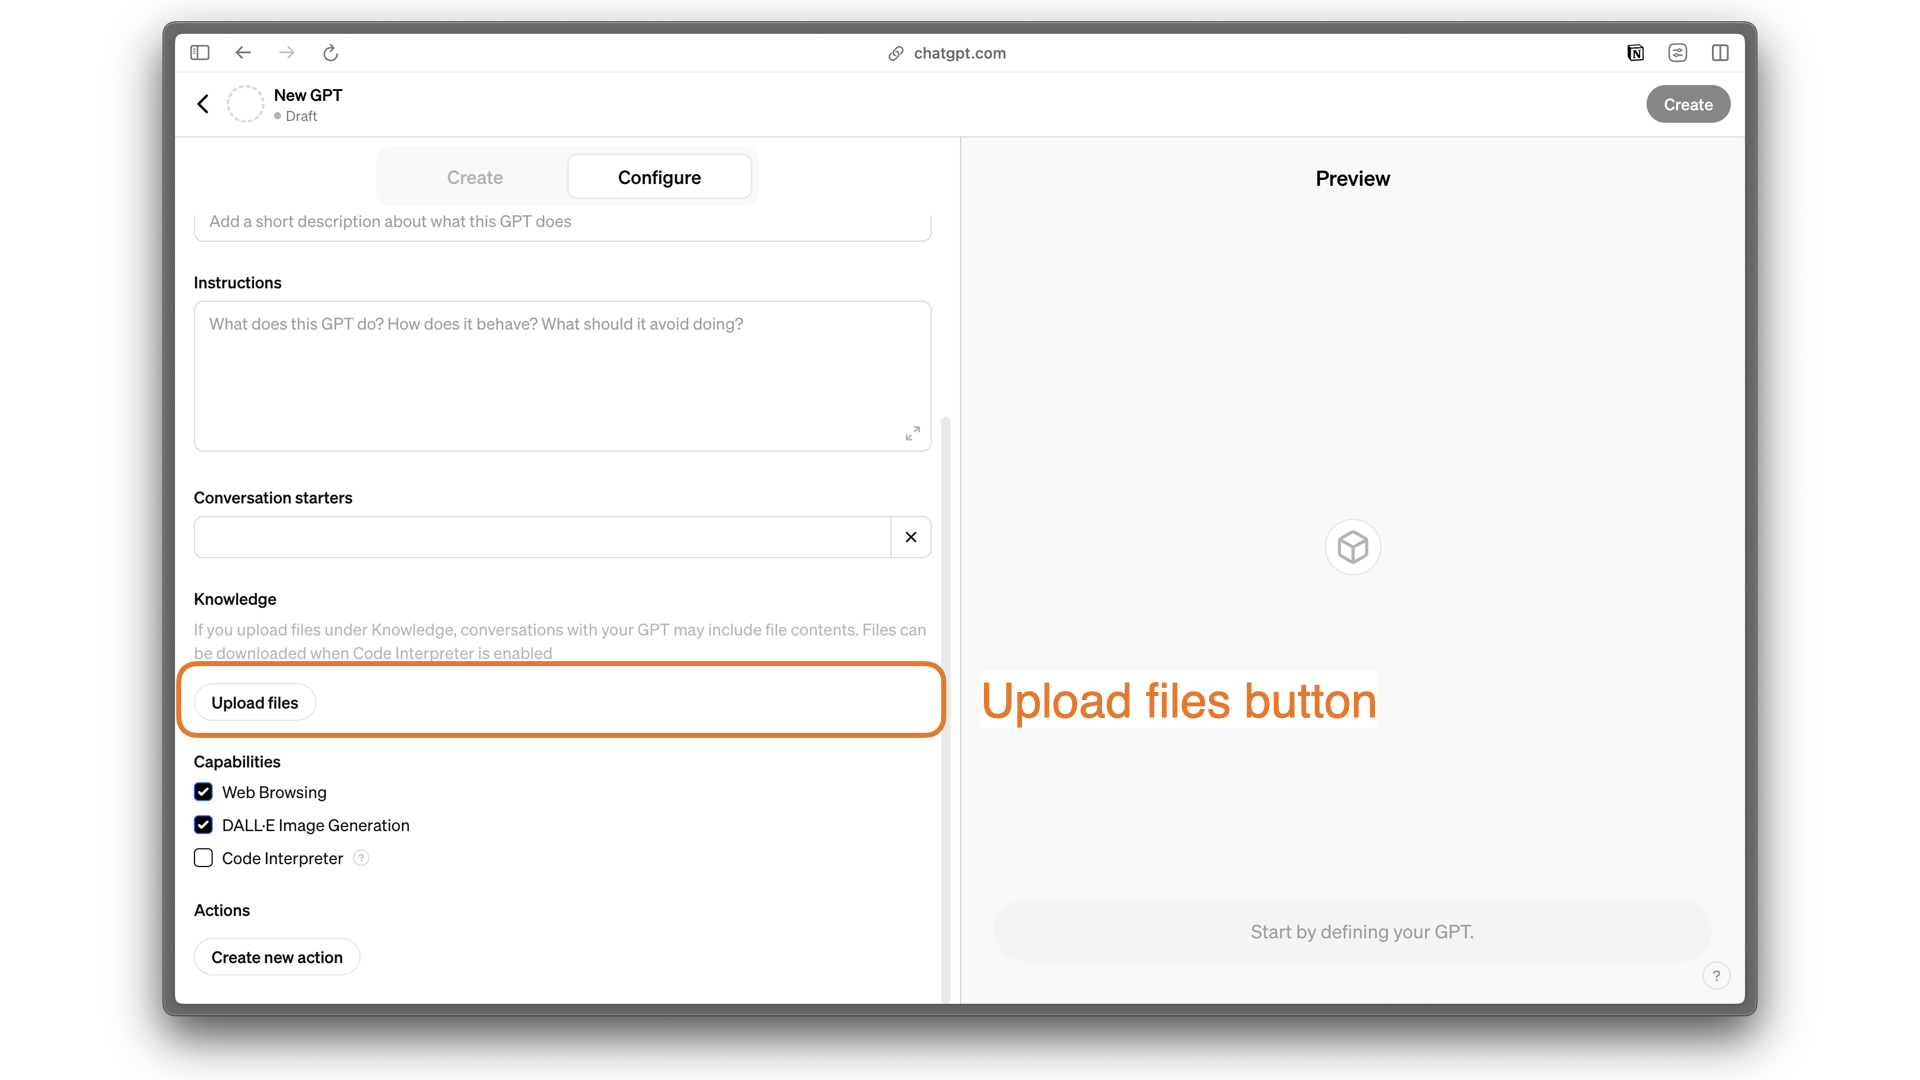 chatgpt.com
New GPT
Draft
Create
Create
Configure
Preview
Add a short description about what this GPT does
Instructions
What does this GPT do? How does it behave? What should it avoid doing?
Conversation starters
Knowledge
If you upload files under Knowledge, conversations with your GPT may include file contents. Files can
be downloaded when Code Interpreter is enabled
Upload files
Upload files button
Capabilities
Web Browsing
DALL·E Image Generation
Code Interpreter ?
Actions
Create new action
Start by defining your GPT.
?